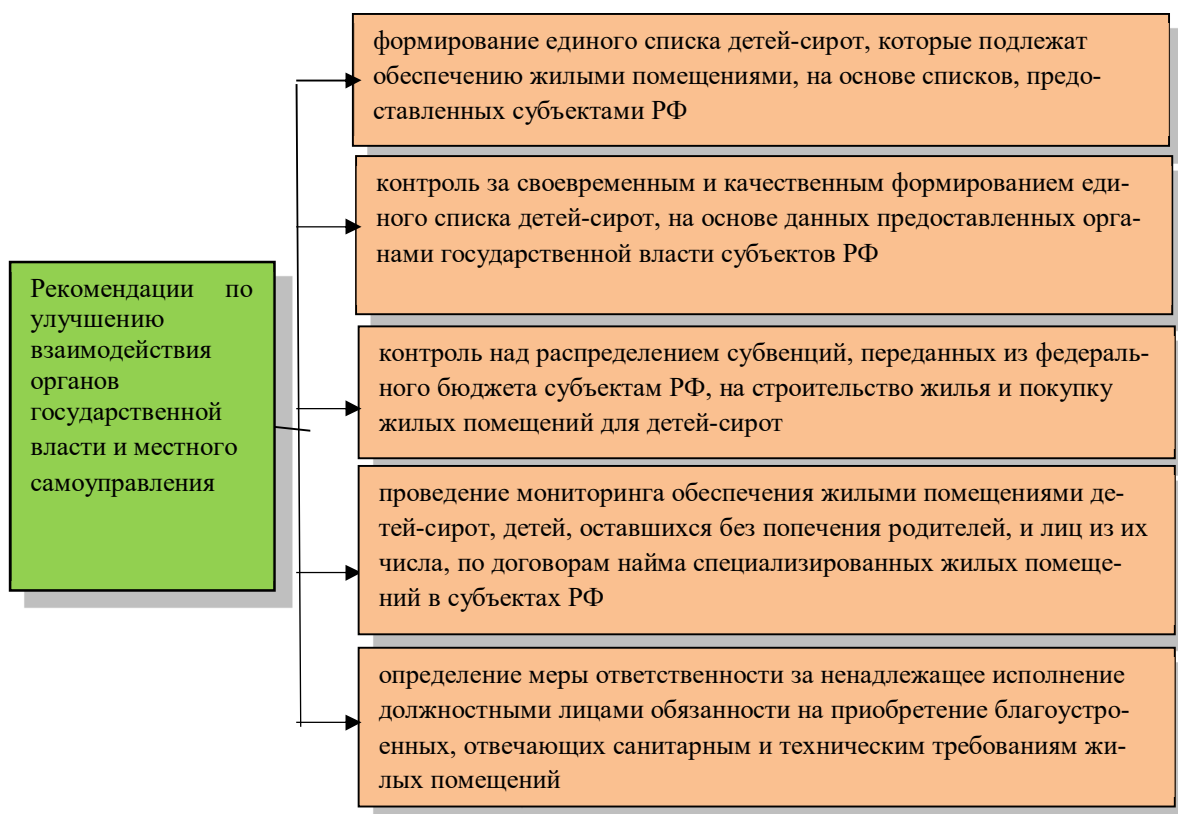 Рекомендации по
улучшению
взаимодействия
органов
государственной
власти и местного
самоуправления
формирование единого списка детей-сирот, которые подлежат
обеспечению жилыми помещениями, на основе списков, предо-
ставленных субъектами РФ
контроль за своевременным и качественным формированием еди-
ного списка детей-сирот, на основе данных предоставленных орга-
нами государственной власти субъектов РФ
контроль над распределением субвенций, переданных из федераль-
ного бюджета субъектам РФ, на строительство жилья и покупку
жилых помещений для детей-сирот
проведение мониторинга обеспечения жилыми помещениями де-
тей-сирот, детей, оставшихся без попечения родителей, и лиц из их
числа, по договорам найма специализированных жилых помеще-
ний в субъектах РФ
определение меры ответственности за ненадлежащее исполнение
должностными лицами обязанности на приобретение благоустро-
енных, отвечающих санитарным и техническим требованиям жи-
лых помещений